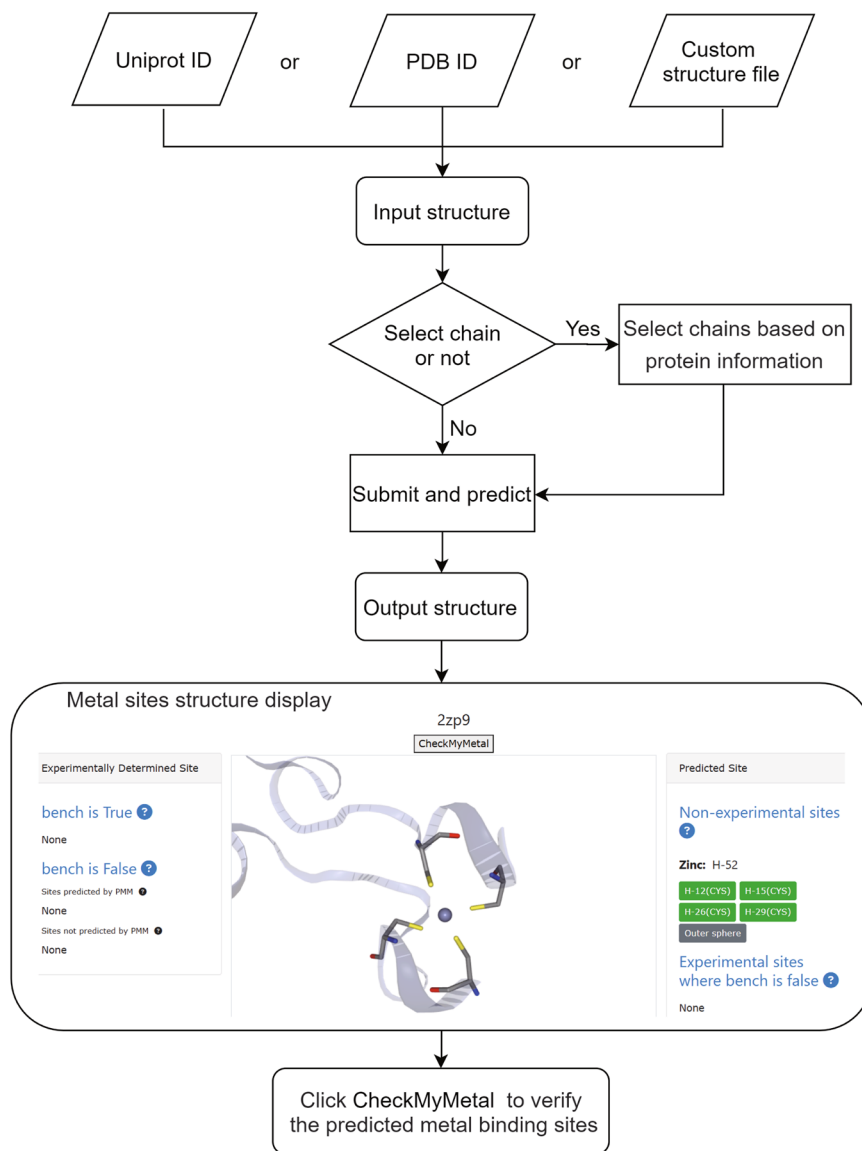 Uniprot ID
or
PDB ID
or
Custom
structure file
Input structure
Select chain
or not
Yes
Select chains based on
protein information
No
Submit and predict
Output structure
Metal sites structure display
2zp9
CheckMyMetal
Experimentally Determined Site
bench is True ?
None
bench is False ?
Sites predicted by PMM ?
None
Sites not predicted by PMM ?
None
Predicted Site
Non-experimental sites
?
Zinc: H-52
H-12(CYS) H-15(CYS)
H-26(CYS) H-29(CYS)
Outer sphere
Experimental sites
where bench is false ?
None
Click CheckMyMetal to verify
the predicted metal binding sites